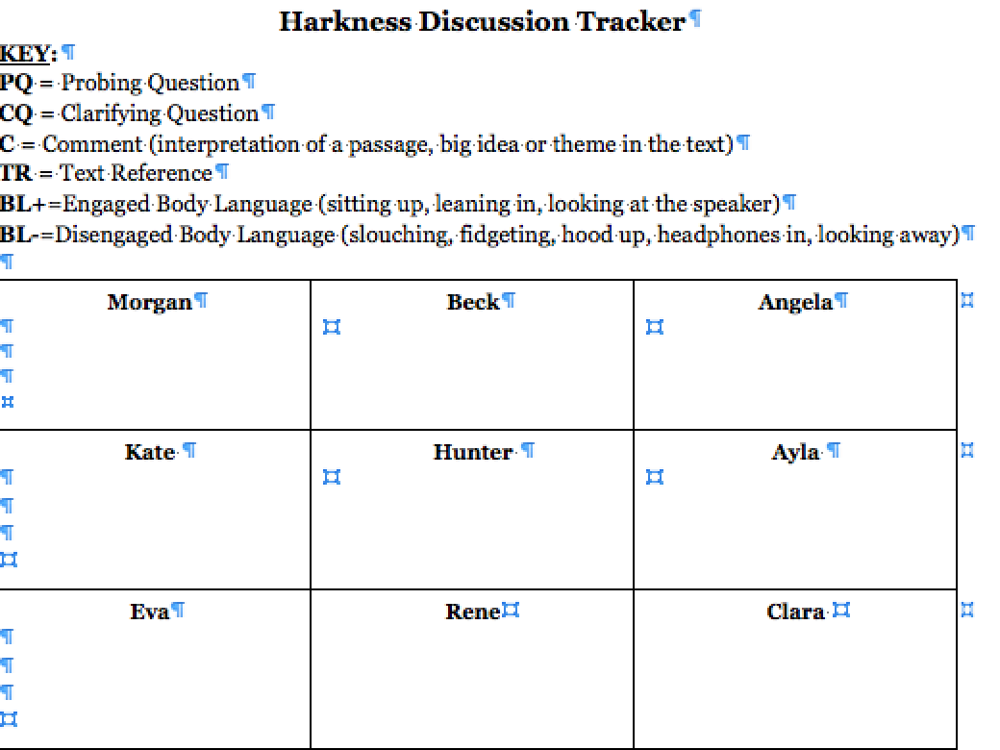 Harkness Discussion Tracker¶
KEY:¶
PQ = Probing Question¶
CQ = Clarifying Question¶
C = Comment (interpretation of a passage, big idea or theme in the text)¶
TR = Text Reference¶
BL+=Engaged Body Language (sitting up, leaning in, looking at the speaker)¶
BL-=Disengaged Body Language (slouching, fidgeting, hood up, headphones in, looking away)¶
¶
Morgan¶ Beck¶ Angela¶ ¤
¶ ¤ ¤
¶
¶
¤
Kate ¶ Hunter ¶ Ayla ¶ ¤
¶ ¤ ¤
¶
¶
¤
Eva¶ Rene¤ Clara ¤ ¤
¶
¶
¶
¤